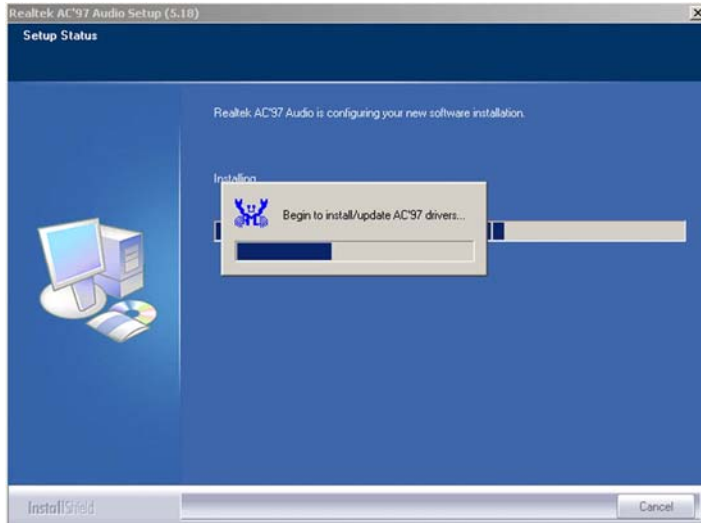 Realtek AC'97 Audio Setup (5.18)
Setup Status
Realtek AC'97 Audio is configuring your new software installation.
Installing
Begin to install/update AC'97 drivers...
InstallShield
Cancel